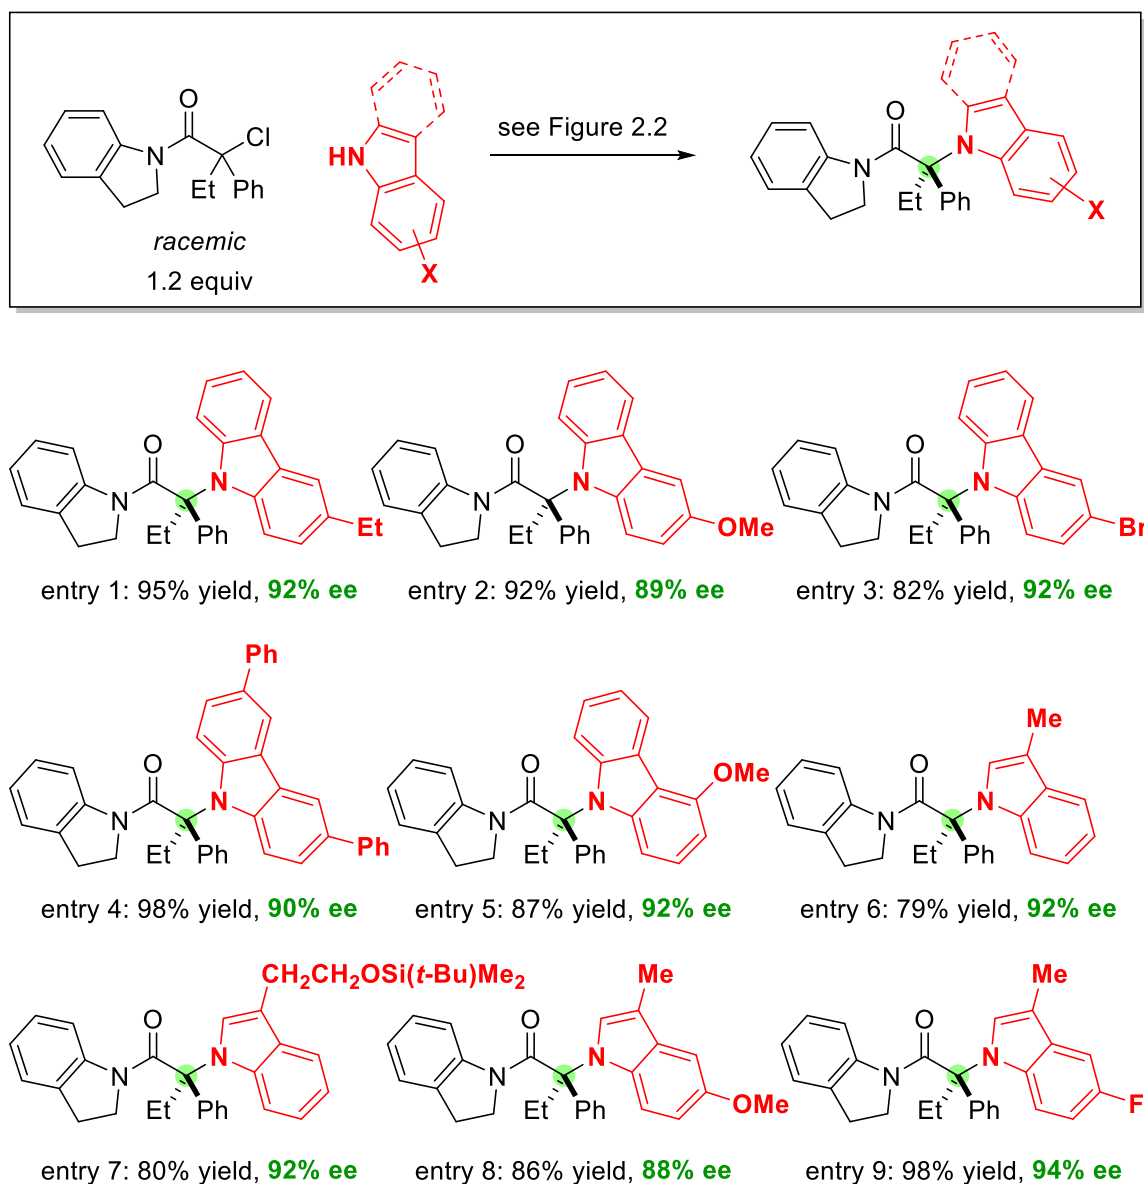 O
Cl
N
Et
Ph
racemic
1.2 equiv
HN
X
see Figure 2.2
O
N
N
Et
Ph
X
O
N
N
Et
Ph
Et
entry 1: 95% yield, 92% ee
O
N
N
Et
Ph
OMe
entry 2: 92% yield, 89% ee
O
N
N
Et
Ph
Br
entry 3: 82% yield, 92% ee
Ph
O
N
N
Et
Ph
Ph
entry 4: 98% yield, 90% ee
O
N
N
Et
Ph
OMe
entry 5: 87% yield, 92% ee
Me
O
N
N
Et
Ph
entry 6: 79% yield, 92% ee
CH₂CH₂OSi(t-Bu)Me₂
O
N
N
Et
Ph
entry 7: 80% yield, 92% ee
Me
O
N
N
Et
Ph
OMe
entry 8: 86% yield, 88% ee
Me
O
N
N
Et
Ph
F
entry 9: 98% yield, 94% ee